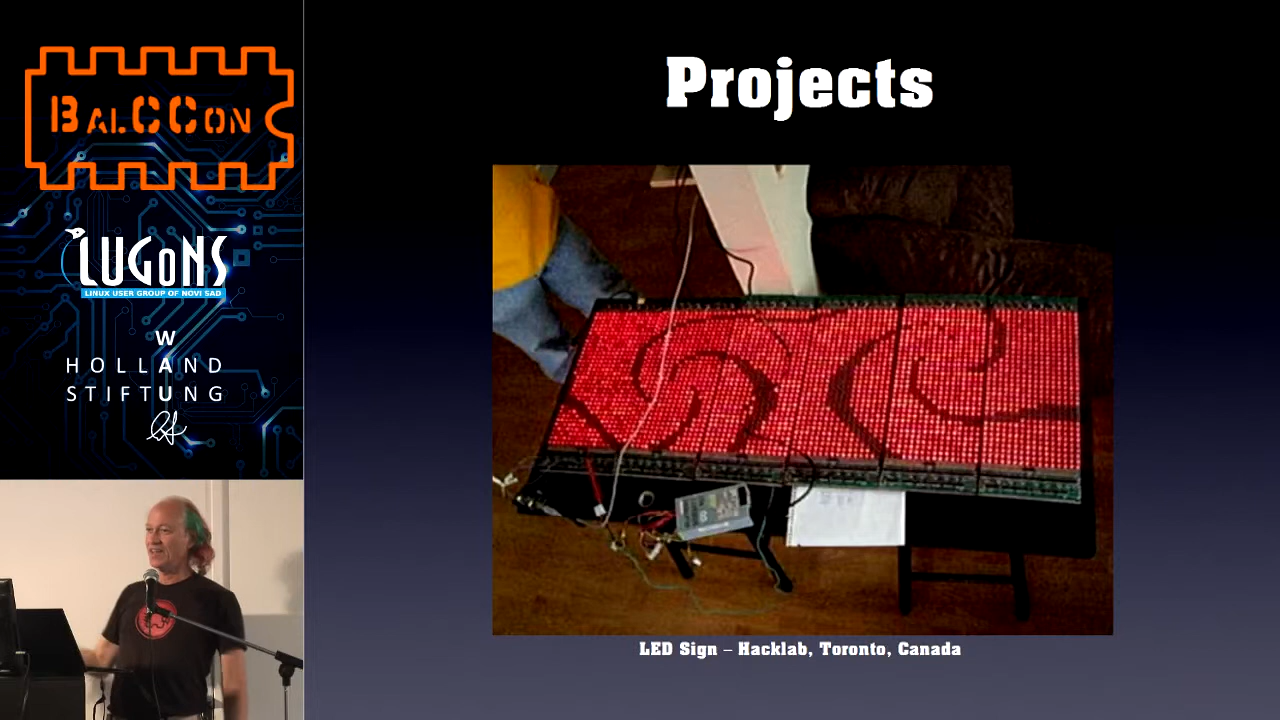 BALCCON
LUGONS
LINUX USER GROUP OF NOVI SAD
W
HOLLAND
STIFTUNG
Projects
LED Sign – Hacklab, Toronto, Canada